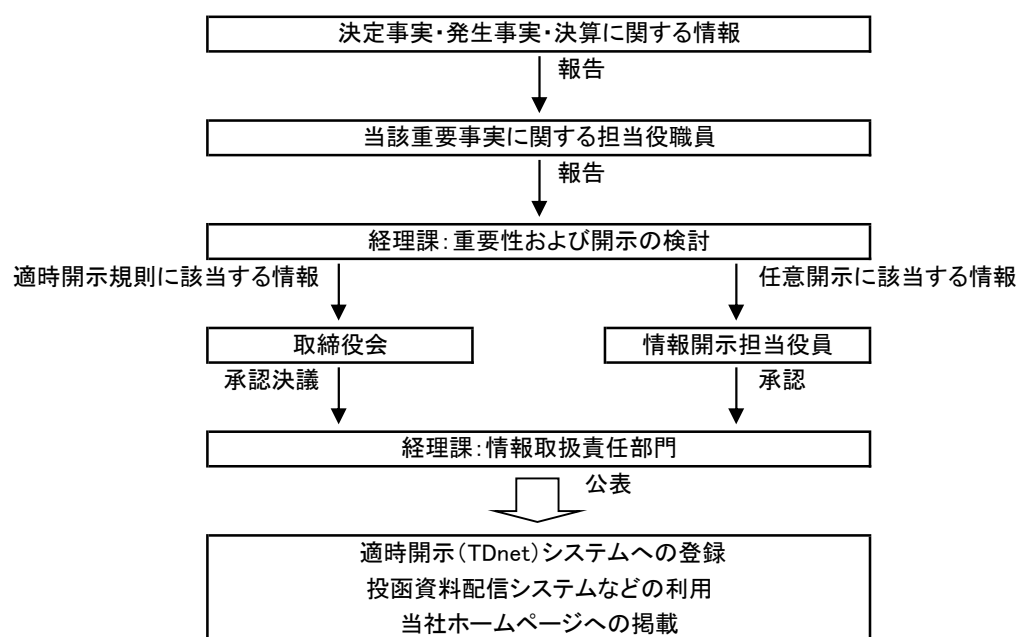 決定事実・発生事実・決算に関する情報
報告
当該重要事実に関する担当役職員
報告
経理課:重要性および開示の検討
適時開示規則に該当する情報
任意開示に該当する情報
取締役会
情報開示担当役員
承認決議
承認
経理課:情報取扱責任部門
公表
適時開示(TDnet)システムへの登録
投函資料配信システムなどの利用
当社ホームページへの掲載